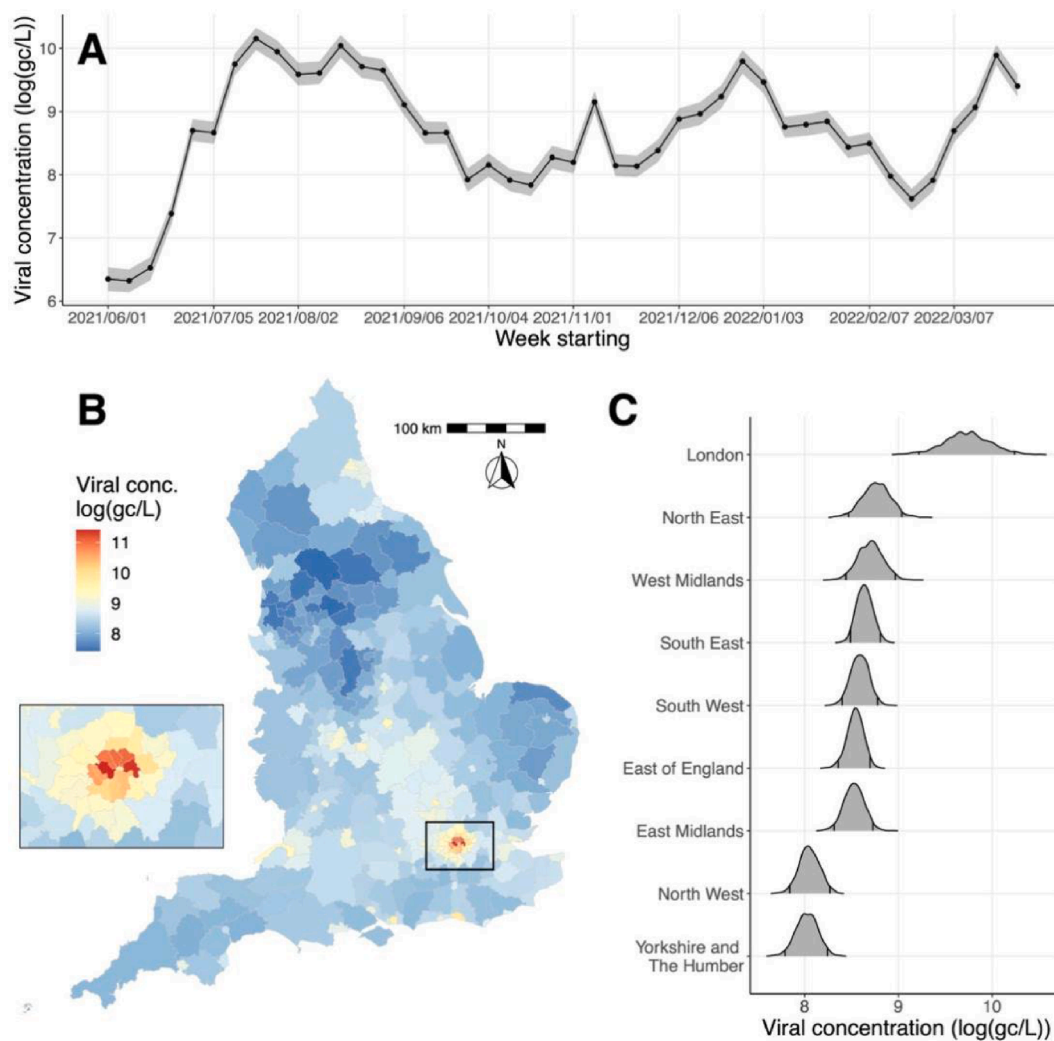 A
Viral concentration (log(gc/L))
10
9
8
7
6
2021/06/01
2021/07/05
2021/08/02
2021/09/06
2021/10/04
2021/11/01
2021/12/06
2022/01/03
2022/02/07
2022/03/07
Week starting
B
100 km
N
Viral conc.
log(gc/L)
11
10
9
8
C
London
North East
West Midlands
South East
South West
East of England
East Midlands
North West
Yorkshire and
The Humber
8
9
10
Viral concentration (log(gc/L))